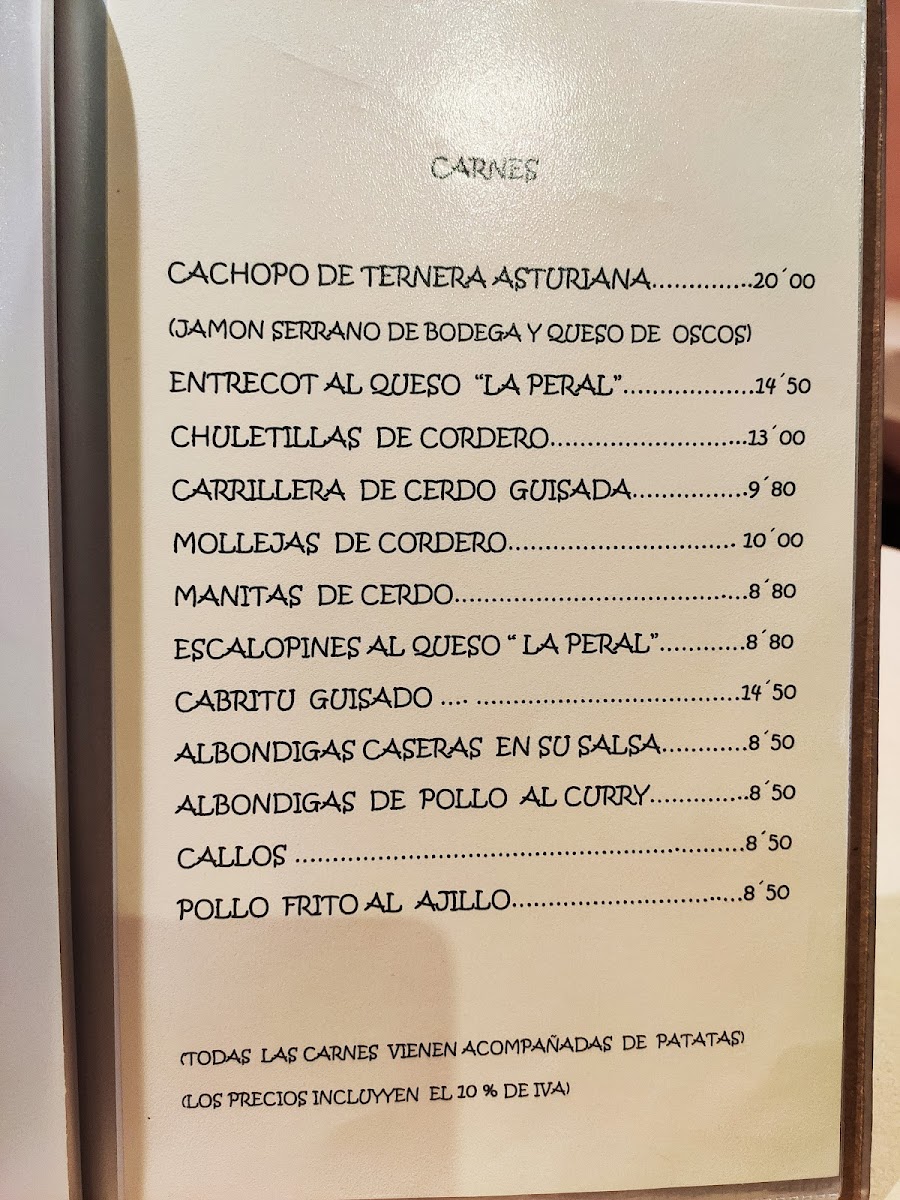 CARNES
CACHOPO DE TERNERA ASTURIANA..............20´00
(JAMON SERRANO DE BODEGA Y QUESO DE OSCOS)
ENTRECOT AL QUESO “LA PERAL”..................14´50
CHULETILLAS DE CORDERO...........................13´00
CARRILLERA DE CERDO GUISADA................9´80
MOLLEJAS DE CORDERO............................... 10´00
MANITAS DE CERDO........................................8´80
ESCALOPINES AL QUESO “ LA PERAL”............8´80
CABRITU GUISADO .... ....................................14´50
ALBONDIGAS CASERAS EN SU SALSA............8´50
ALBONDIGAS DE POLLO AL CURRY..............8´50
CALLOS ..............................................................8´50
POLLO FRITO AL AJILLO................................8´50
(TODAS LAS CARNES VIENEN ACOMPAÑADAS DE PATATAS)
(LOS PRECIOS INCLUYYEN EL 10 % DE IVA)